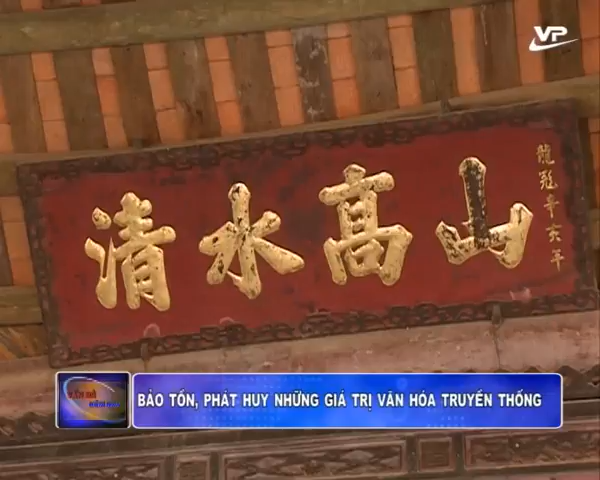 VP
清水高山
龍飛辛亥年
BẢO TỒN, PHÁT HUY NHỮNG GIÁ TRỊ VĂN HÓA TRUYỀN THỐNG